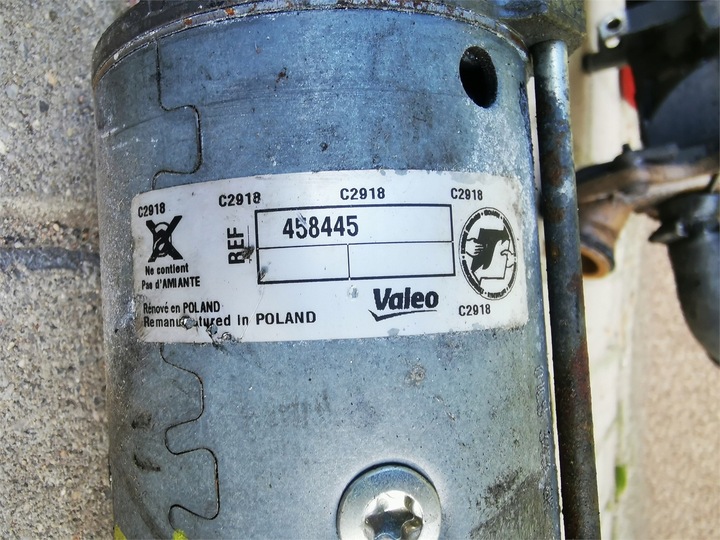 C2918
C2918
C2918
C2918
REF
458445
Ne contient
Pas d'AMIANTE
Valeo
Rénové en POLAND
Remanufactured in POLAND
C2918